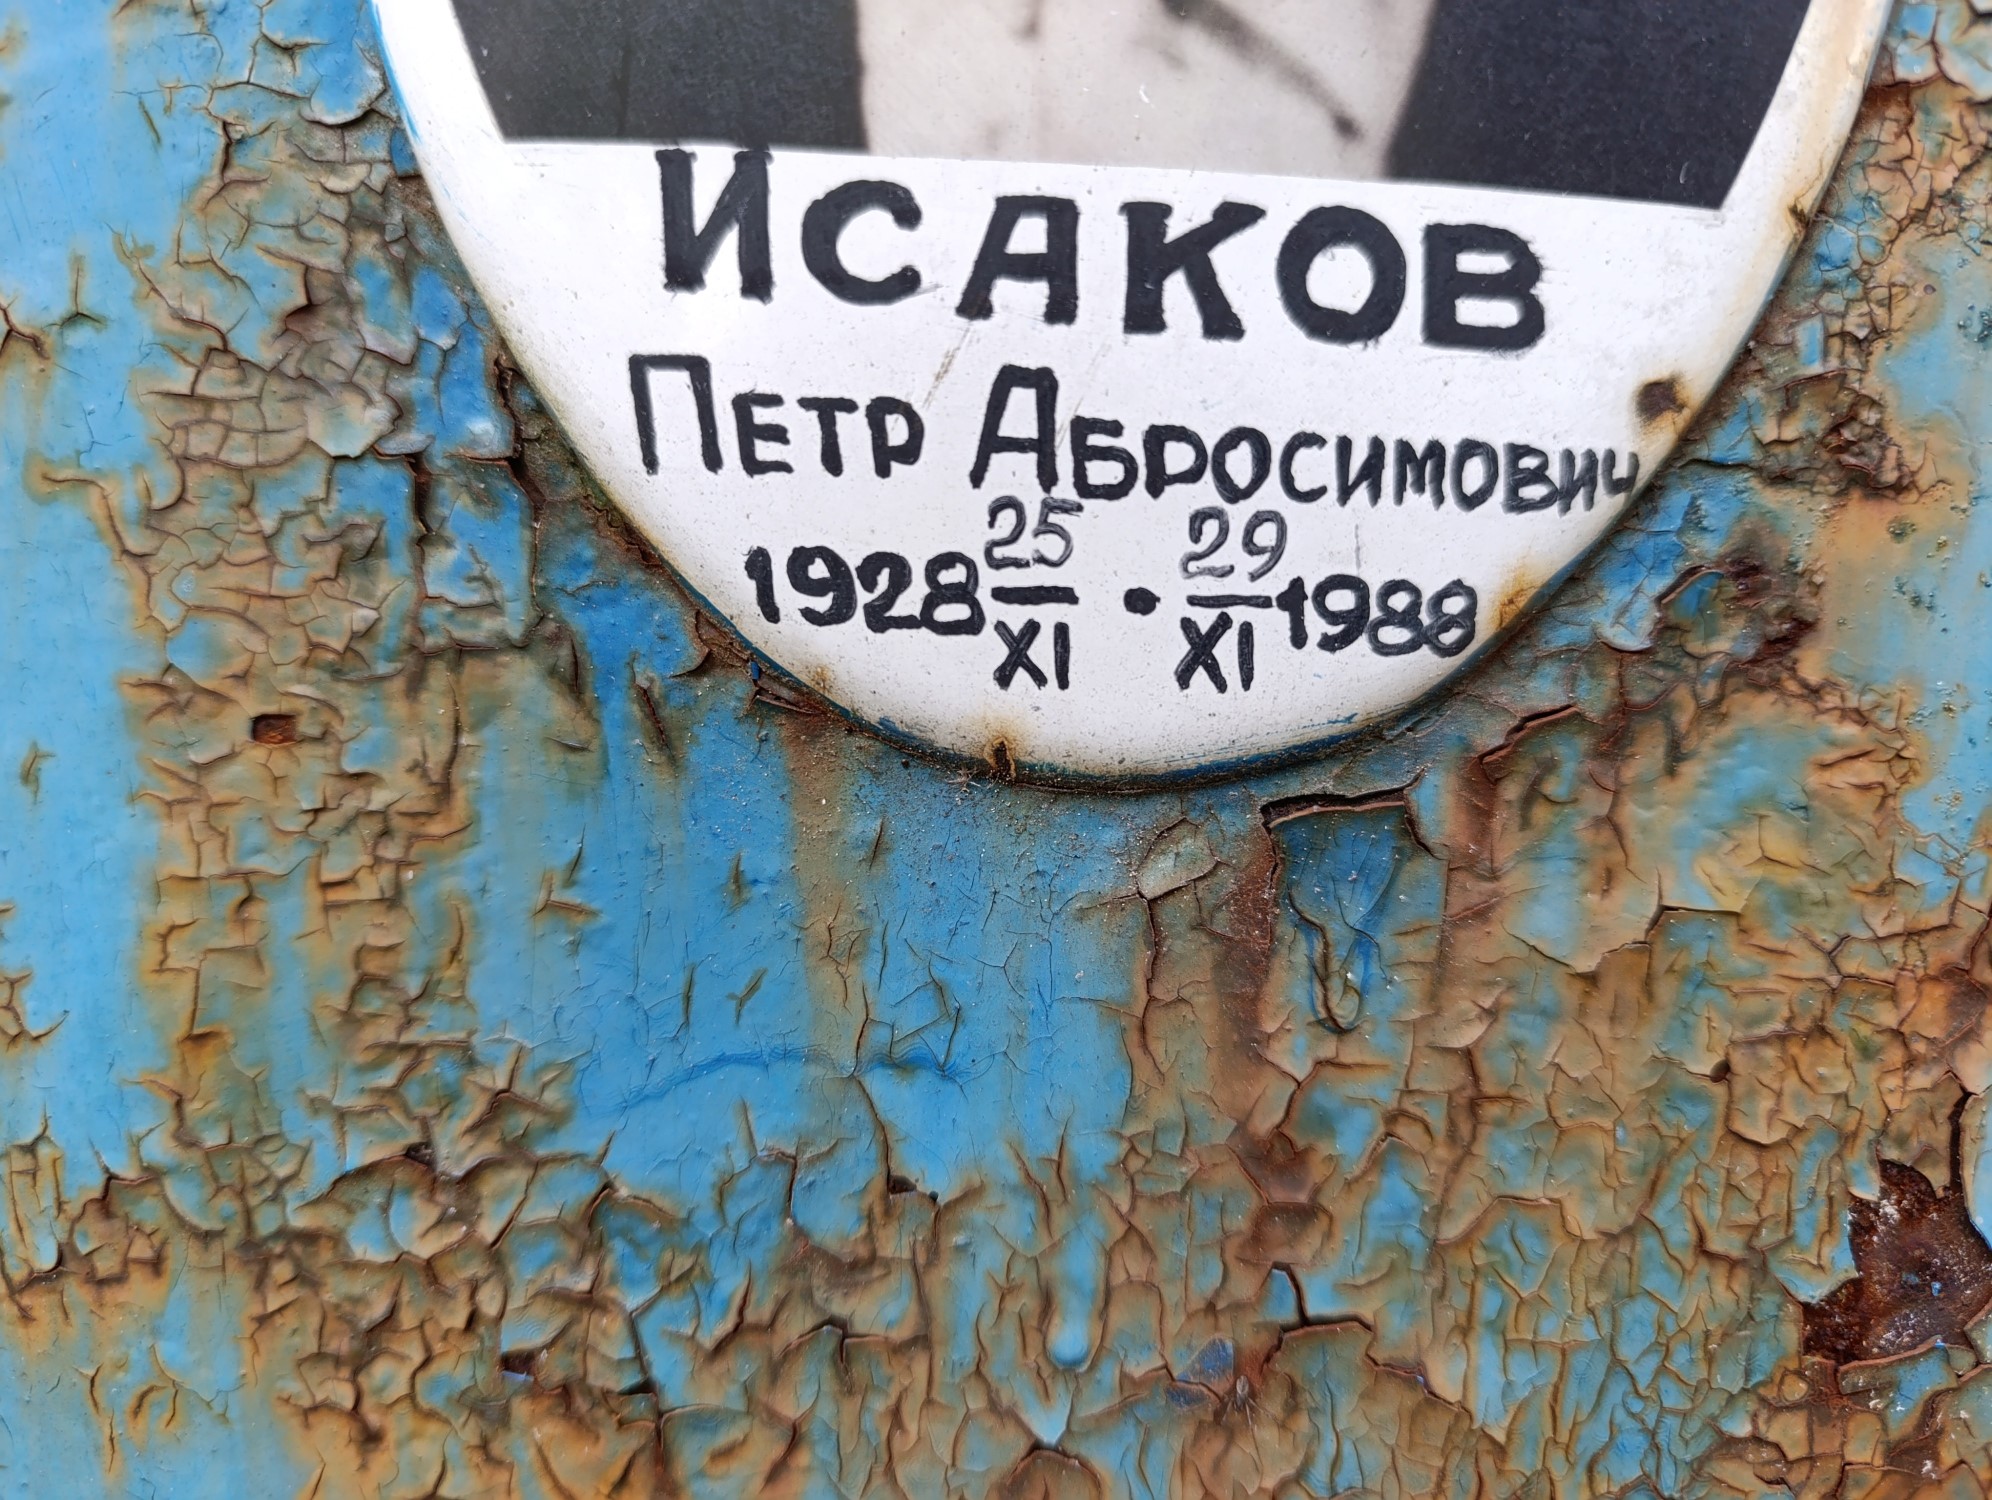 ИСАКОВ
ПЕТР АБРОСИМОВИЧ
1928 25/XI • 29/XI 1988